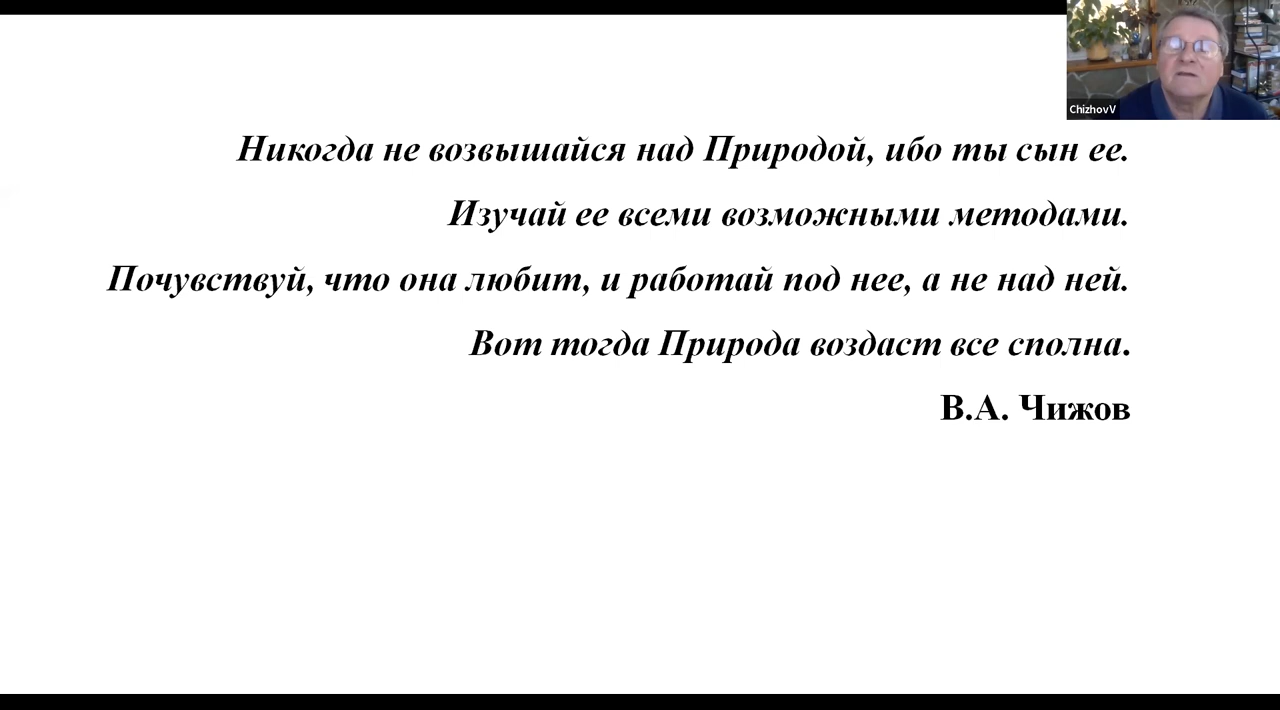 ChizhovV
Никогда не возвышайся над Природой, ибо ты сын ее.
Изучай ее всеми возможными методами.
Почувствуй, что она любит, и работай под нее, а не над ней.
Вот тогда Природа воздаст все сполна.
В.А. Чижов